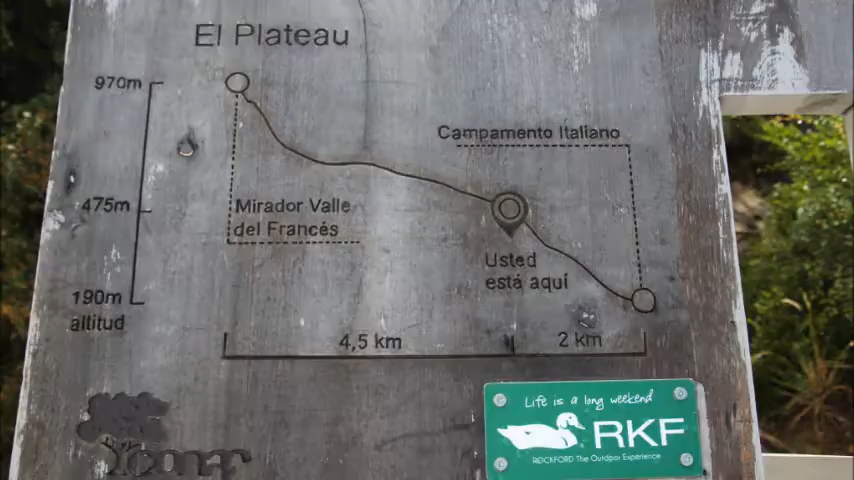 El Plateau
970m
Campamento Italiano
475m
Mirador Valle
del Francés
Usted
está aquí
190m
altitud
4,5 km
2 km
Life is a long weekend
RKF
ROCKFORD The Outdoor Experience